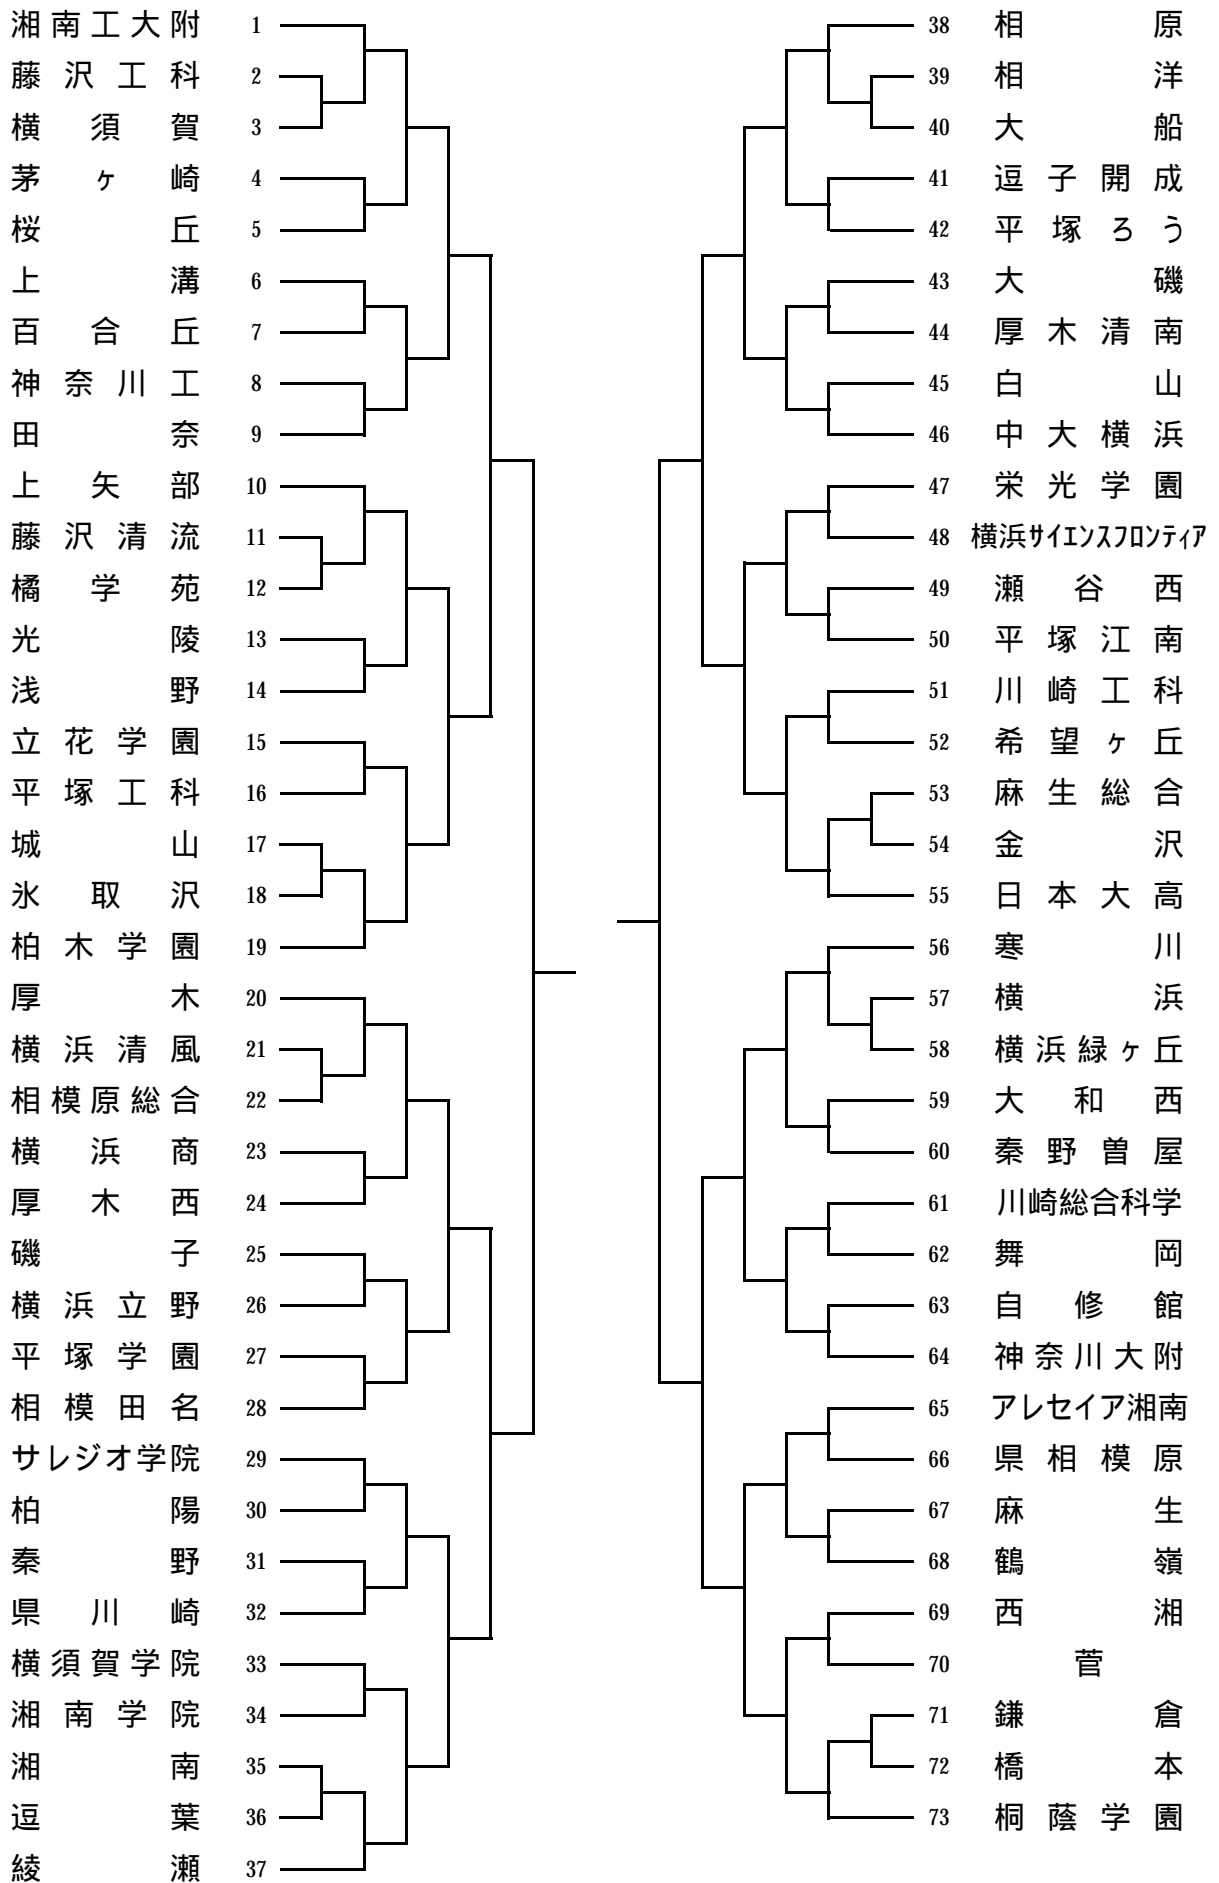 湘南工大附 1
藤沢工科 2
横須賀 3
茅ヶ崎 4
桜丘 5
上溝 6
百合丘 7
神奈川工 8
田奈 9
上矢部 10
藤沢清流 11
橘学苑 12
光陵 13
浅野 14
立花学園 15
平塚工科 16
城山 17
氷取沢 18
柏木学園 19
厚木 20
横浜清風 21
相模原総合 22
横浜商 23
厚木西 24
磯子 25
横浜立野 26
平塚学園 27
相模田名 28
サレジオ学院 29
柏陽 30
秦野 31
県川崎 32
横須賀学院 33
湘南学院 34
湘南 35
逗葉 36
綾瀬 37
38 相原
39 相洋
40 大船
41 逗子開成
42 平塚ろう
43 大磯
44 厚木清南
45 白山
46 中大横浜
47 栄光学園
48 横浜ｻｲｴﾝｽﾌﾛﾝﾃｨｱ
49 瀬谷西
50 平塚江南
51 川崎工科
52 希望ヶ丘
53 麻生総合
54 金沢
55 日本大高
56 寒川
57 横浜
58 横浜緑ヶ丘
59 大和西
60 秦野曽屋
61 川崎総合科学
62 舞岡
63 自修館
64 神奈川大附
65 アレセイア湘南
66 県相模原
67 麻生
68 鶴嶺
69 西湘
70 菅
71 鎌倉
72 橋本
73 桐蔭学園